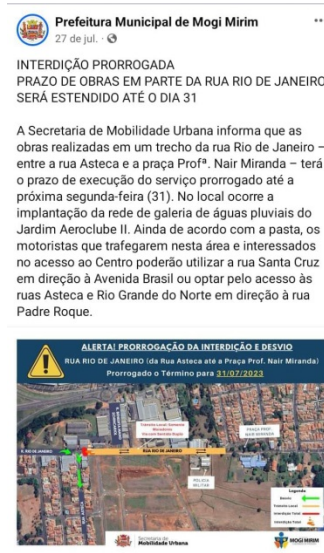 Prefeitura Municipal de Mogi Mirim
27 de jul.
INTERDIÇÃO PRORROGADA
PRAZO DE OBRAS EM PARTE DA RUA RIO DE JANEIRO
SERÁ ESTENDIDO ATÉ O DIA 31
A Secretaria de Mobilidade Urbana informa que as
obras realizadas em um trecho da rua Rio de Janeiro –
entre a rua Asteca e a praça Profª. Nair Miranda – terá
o prazo de execução do serviço prorrogado até a
próxima segunda-feira (31). No local ocorre a
implantação da rede de galeria de águas pluviais do
Jardim Aeroclube II. Ainda de acordo com a pasta, os
motoristas que trafegarem nesta área e interessados
no acesso ao Centro poderão utilizar a rua Santa Cruz
em direção à Avenida Brasil ou optar pelo acesso às
ruas Asteca e Rio Grande do Norte em direção à rua
Padre Roque.
ALERTA! PRORROGAÇÃO DA INTERDIÇÃO E DESVIO
RUA RIO DE JANEIRO (da Rua Asteca até a Praça Prof. Nair Miranda)
Prorrogado o Término para 31/07/2023
R. RIO DE JANEIRO
RUA RIO DE JANEIRO
POLICIA
MILITAR
Legenda
Desvio
Secretaria de
Mobilidade Urbana
MOGI MIRIM